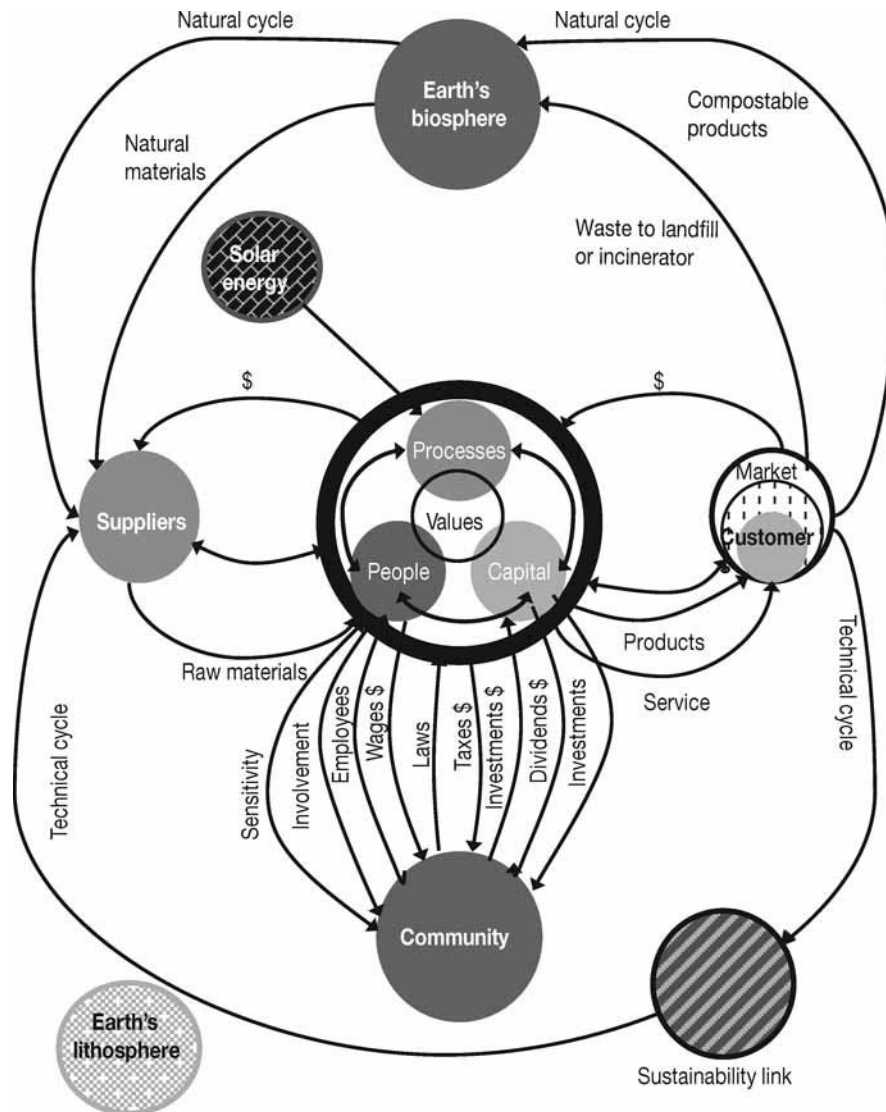 Natural cycle
Natural cycle
Earth's
biosphere
Compostable
products
Natural
materials
Waste to landfill
or incinerator
Solar
energy
$
$
Processes
Market
Suppliers
Values
Customer
People
Capital
Products
Raw materials
Service
Technical cycle
Technical cycle
Sensitivity
Involvement
Employees
Wages $
Laws
Taxes $
Investments $
Dividends $
Investments
Community
Earth's
lithosphere
Sustainability link